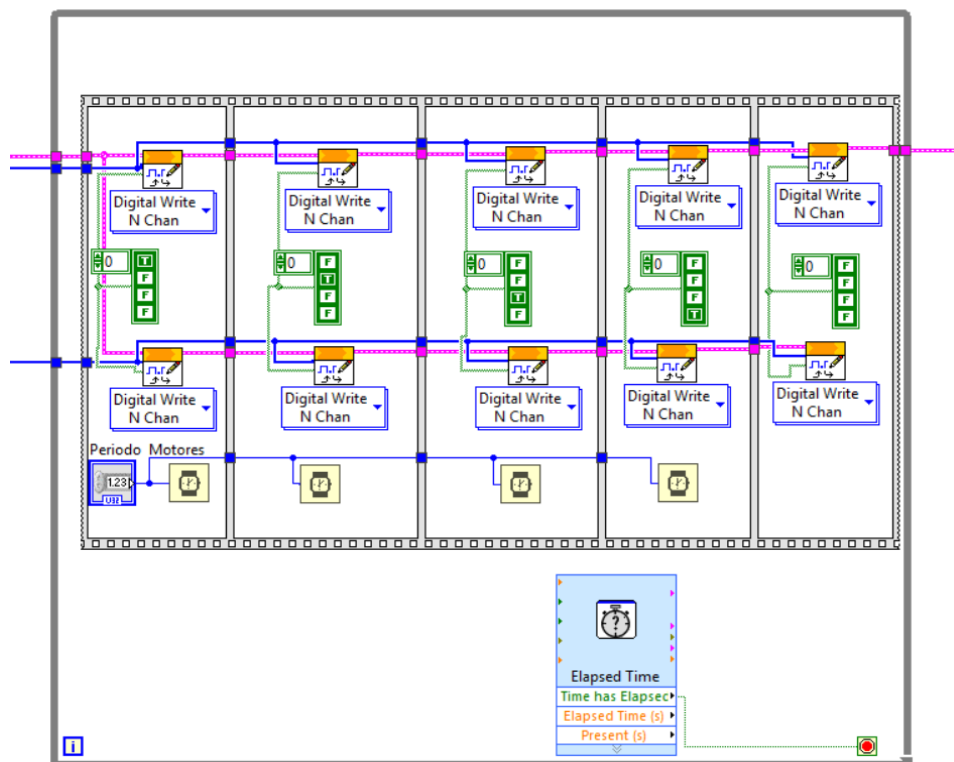 Digital Write
N Chan
Digital Write
N Chan
Digital Write
N Chan
Digital Write
N Chan
Digital Write
N Chan
0
T
F
F
F
0
F
T
F
F
0
F
F
T
F
0
F
F
F
T
0
F
F
F
F
Digital Write
N Chan
Digital Write
N Chan
Digital Write
N Chan
Digital Write
N Chan
Digital Write
N Chan
Periodo Motores
1.23
U32
?
Elapsed Time
Time has Elapsec
Elapsed Time (s)
Present (s)
i